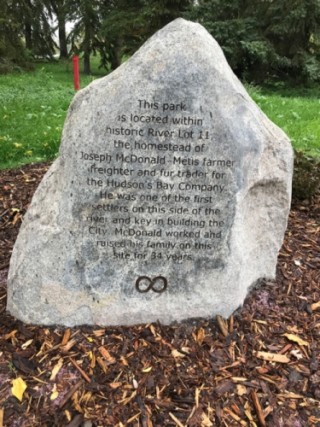 This park
is located within
historic River Lot 11,
the homestead of
Joseph McDonald–Metis farmer
freighter and fur trader for
the Hudson's Bay Company.
He was one of the first
settlers on this side of the
river and key in building the
City. McDonald worked and
raised his family on this
site for 34 years.
∞